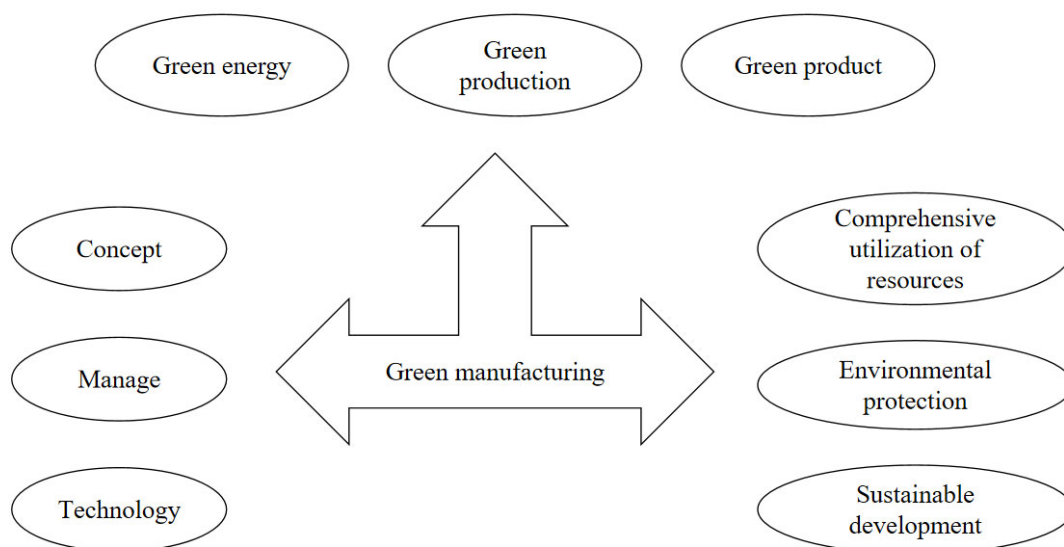 Green energy
Green
production
Green product
Concept
Comprehensive
utilization of
resources
Manage
Green manufacturing
Environmental
protection
Technology
Sustainable
development